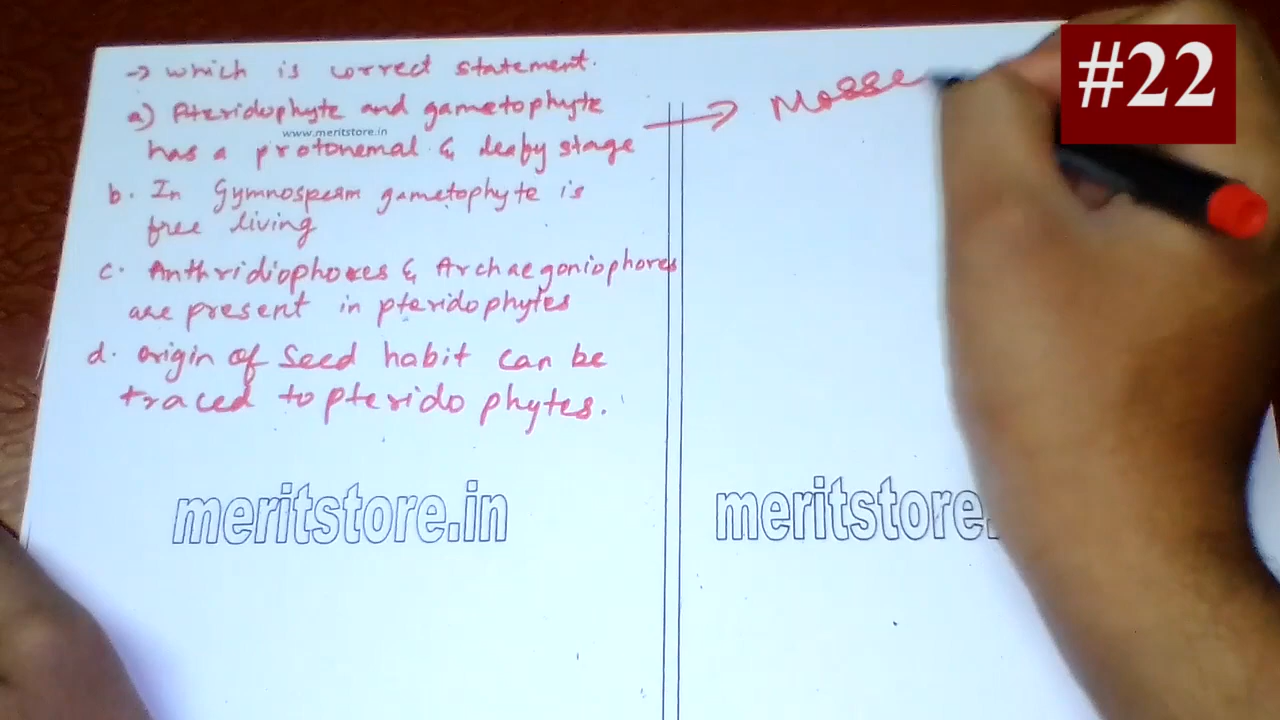 #22
→ which is correct statement.
a) Pteridophyte and gametophyte
www.meritstore.in
has a protonemal & leafy stage
b. In Gymnosperm gametophyte is
free living
c. Anthridiophores & Archaegoniophores
are present in pteridophytes
d. origin of seed habit can be
traced to pteridophytes.
→ Mosse
meritstore.in
meritstore.